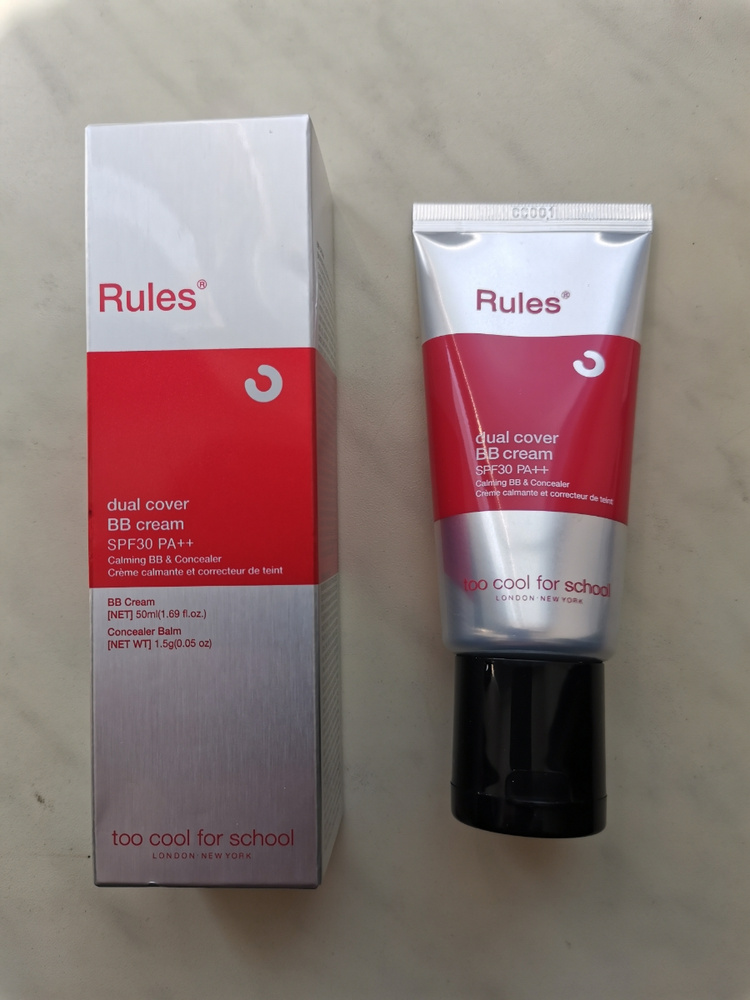 Rules®
dual cover
BB cream
SPF30 PA++
Calming BB & Concealer
Crème calmante et correcteur de teint
BB Cream
[NET] 50ml(1.69 fl.oz.)
Concealer Balm
[NET WT] 1.5g(0.05 oz)
too cool for school
LONDON·NEW YORK
CC001
Rules®
dual cover
BB cream
SPF30 PA++
Calming BB & Concealer
Crème calmante et correcteur de teint
too cool for school
LONDON·NEW YORK